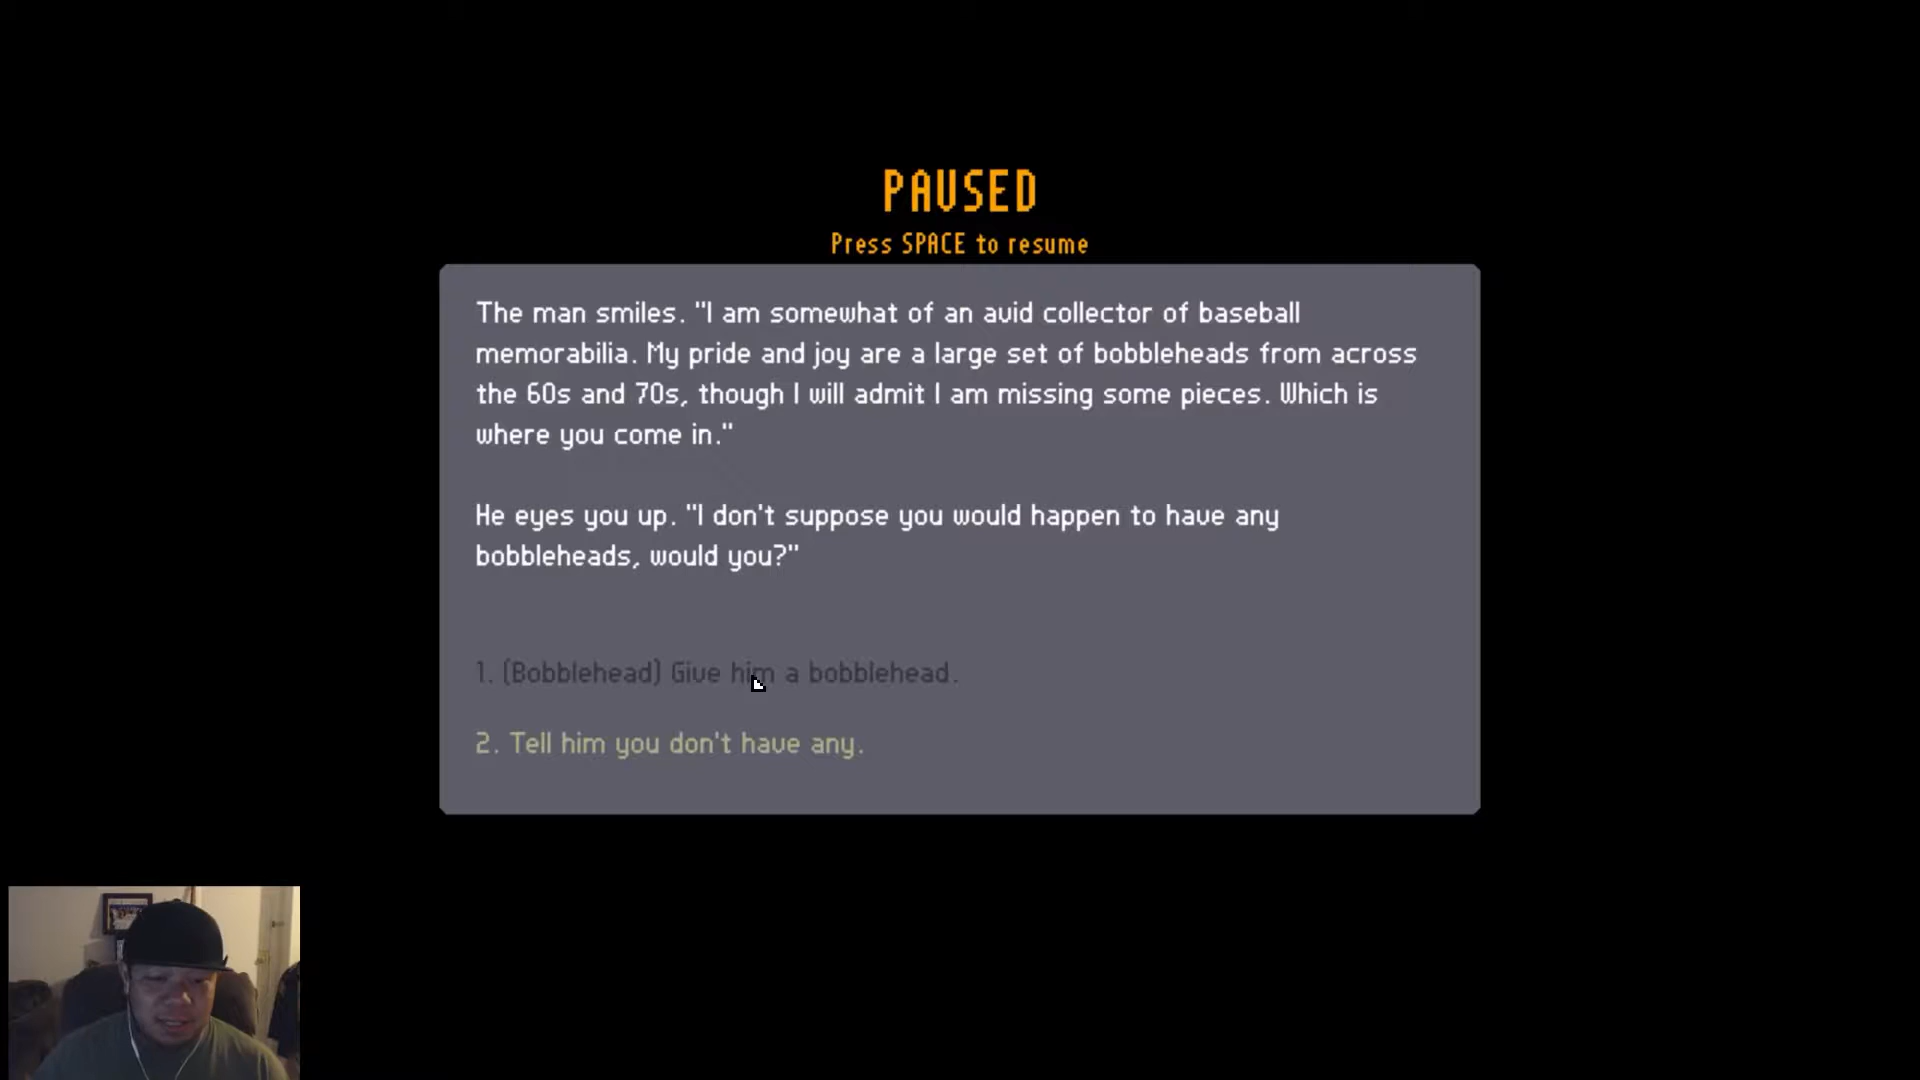 PAUSED
Press SPACE to resume
The man smiles. "I am somewhat of an avid collector of baseball
memorabilia. My pride and joy are a large set of bobbleheads from across
the 60s and 70s, though I will admit I am missing some pieces. Which is
where you come in."
He eyes you up. "I don't suppose you would happen to have any
bobbleheads, would you?"
1. [Bobblehead] Give him a bobblehead.
2. Tell him you don't have any.